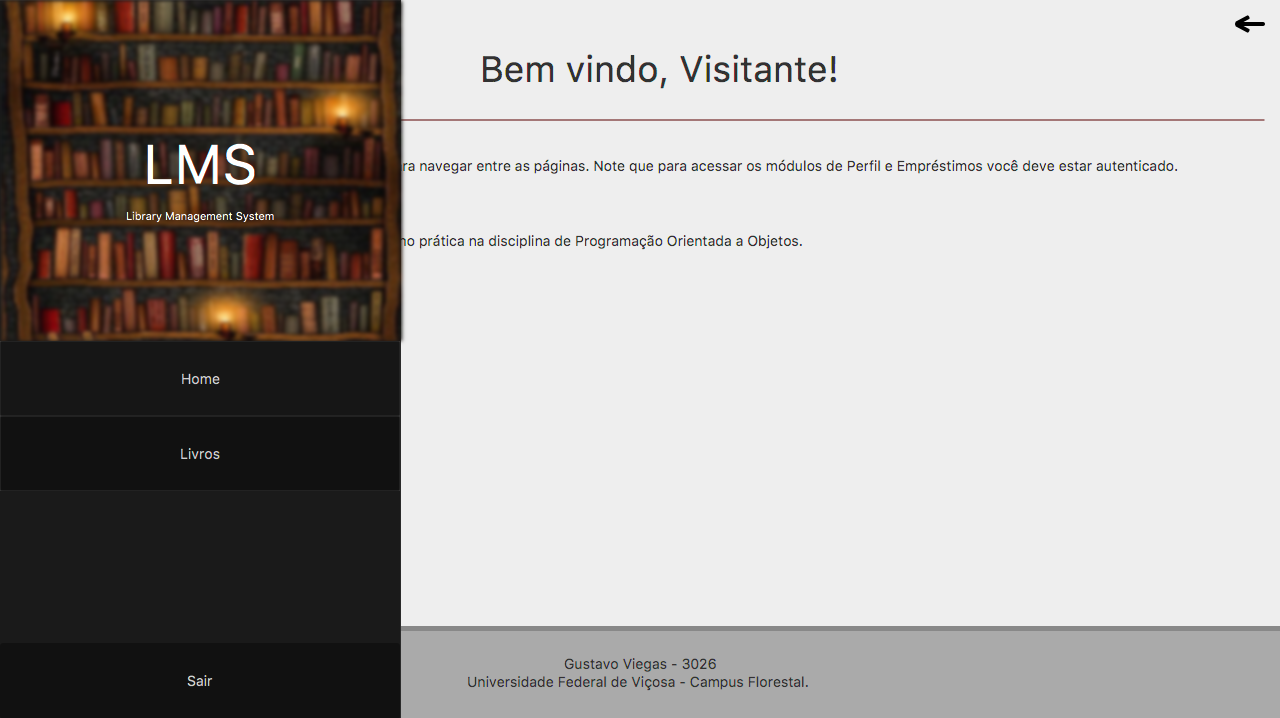 LMS
Library Management System
Home
Livros
Sair
Bem vindo, Visitante!
navegar entre as páginas. Note que para acessar os módulos de Perfil e Empréstimos você deve estar autenticado.
prática na disciplina de Programação Orientada a Objetos.
Gustavo Viegas - 3026
Universidade Federal de Viçosa - Campus Florestal.